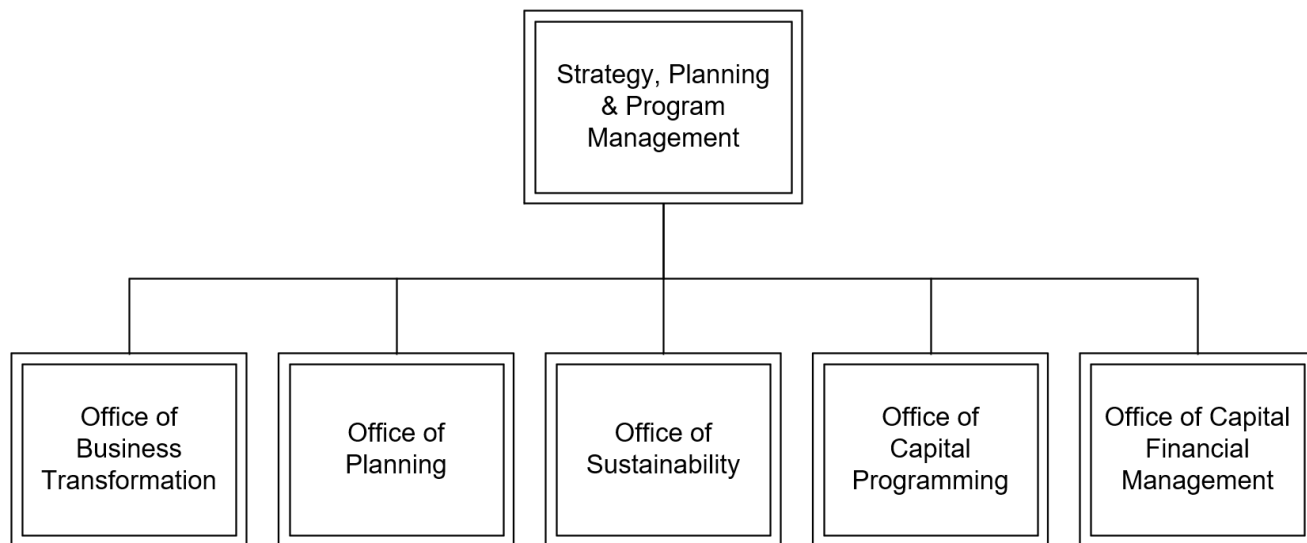 Strategy, Planning
& Program
Management
Office of
Business
Transformation
Office of
Planning
Office of
Sustainability
Office of
Capital
Programming
Office of Capital
Financial
Management